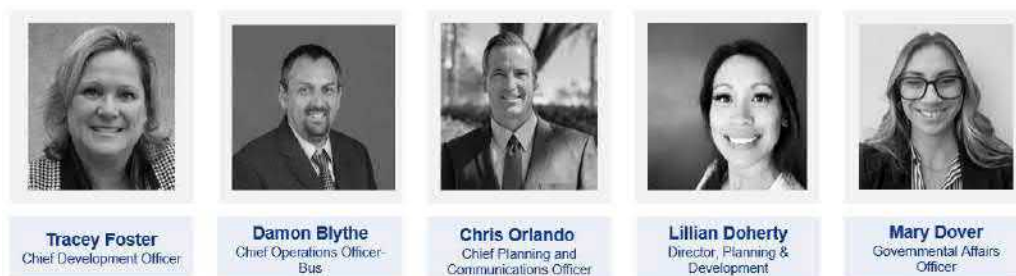 Tracey Foster
Chief Development Officer
Damon Blythe
Chief Operations Officer-
Bus
Chris Orlando
Chief Planning and
Communications Officer
Lillian Doherty
Director, Planning &
Development
Mary Dover
Governmental Affairs
Officer